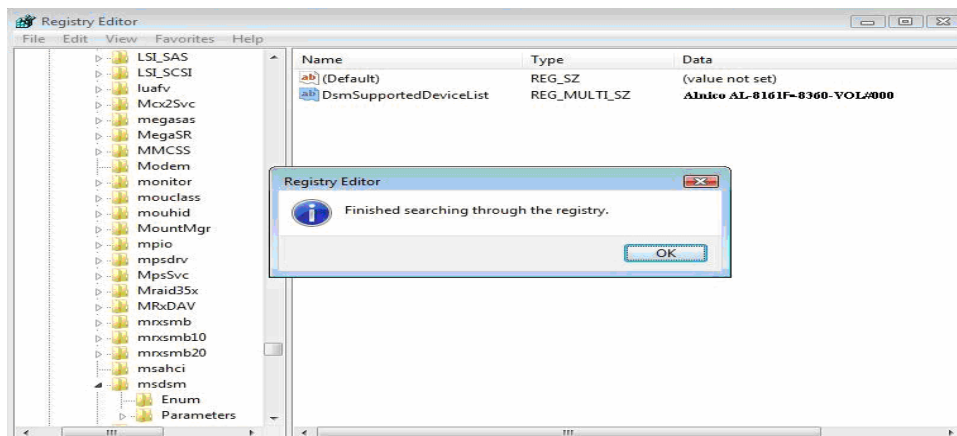 Registry Editor
File Edit View Favorites Help
LSI_SAS
LSI_SCSI
luafv
Mcx2Svc
megasas
MegaSR
MMCSS
Modem
monitor
mouclass
mouhid
MountMgr
mpio
mpsdrv
MpsSvc
Mraid35x
MRxDAV
mrxsmb
mrxsmb10
mrxsmb20
msahci
msdsm
Enum
Parameters
Name Type Data
(Default) REG_SZ (value not set)
DsmSupportedDeviceList REG_MULTI_SZ Alnico AL-8161F=-8360-VOL/#000
Registry Editor
Finished searching through the registry.
OK